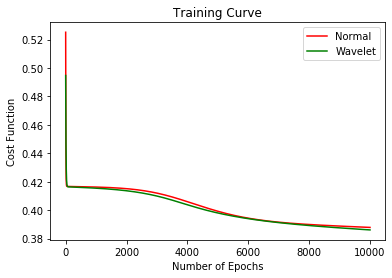 Training Curve
Normal
Wavelet
Cost Function
0.52
0.50
0.48
0.46
0.44
0.42
0.40
0.38
0 2000 4000 6000 8000 10000
Number of Epochs